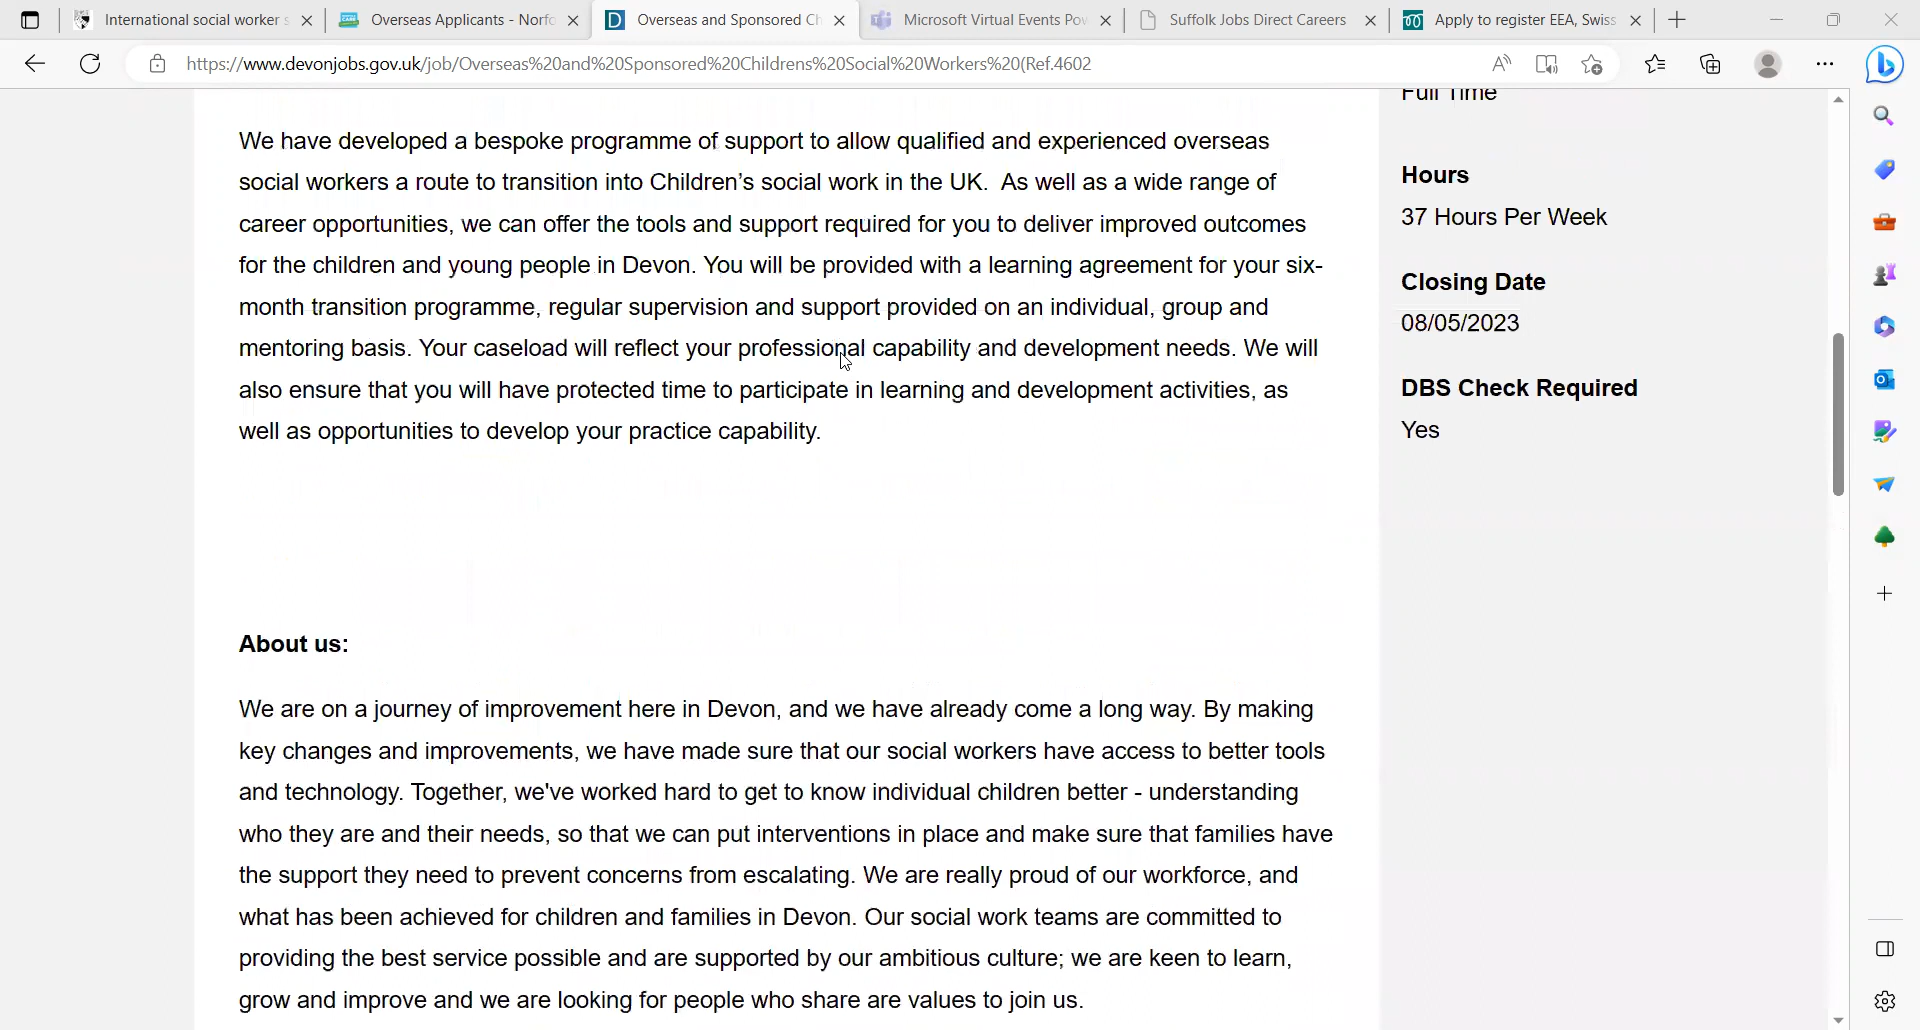 International social worker s
Overseas Applicants - Norfo
Overseas and Sponsored Ch
Microsoft Virtual Events Pow
Suffolk Jobs Direct Careers
Apply to register EEA, Swiss
https://www.devonjobs.gov.uk/job/Overseas%20and%20Sponsored%20Childrens%20Social%20Workers%20(Ref.4602
We have developed a bespoke programme of support to allow qualified and experienced overseas
social workers a route to transition into Children’s social work in the UK.  As well as a wide range of
career opportunities, we can offer the tools and support required for you to deliver improved outcomes
for the children and young people in Devon. You will be provided with a learning agreement for your six-
month transition programme, regular supervision and support provided on an individual, group and
mentoring basis. Your caseload will reflect your professional capability and development needs. We will
also ensure that you will have protected time to participate in learning and development activities, as
well as opportunities to develop your practice capability.
About us:
We are on a journey of improvement here in Devon, and we have already come a long way. By making
key changes and improvements, we have made sure that our social workers have access to better tools
and technology. Together, we've worked hard to get to know individual children better - understanding
who they are and their needs, so that we can put interventions in place and make sure that families have
the support they need to prevent concerns from escalating. We are really proud of our workforce, and
what has been achieved for children and families in Devon. Our social work teams are committed to
providing the best service possible and are supported by our ambitious culture; we are keen to learn,
grow and improve and we are looking for people who share are values to join us.
Full Time
Hours
37 Hours Per Week
Closing Date
08/05/2023
DBS Check Required
Yes